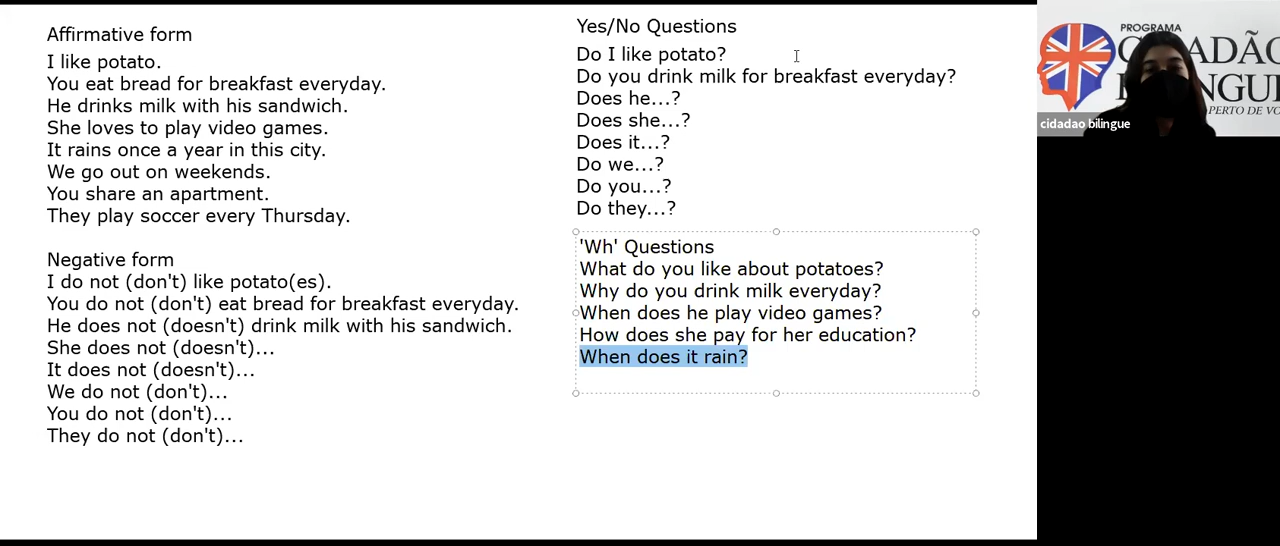 Affirmative form
I like potato.
You eat bread for breakfast everyday.
He drinks milk with his sandwich.
She loves to play video games.
It rains once a year in this city.
We go out on weekends.
You share an apartment.
They play soccer every Thursday.
Negative form
I do not (don't) like potato(es).
You do not (don't) eat bread for breakfast everyday.
He does not (doesn't) drink milk with his sandwich.
She does not (doesn't)...
It does not (doesn't)...
We do not (don't)...
You do not (don't)...
They do not (don't)...
Yes/No Questions
Do I like potato?
Do you drink milk for breakfast everyday?
Does he...?
Does she...?
Does it...?
Do we...?
Do you...?
Do they...?
'Wh' Questions
What do you like about potatoes?
Why do you drink milk everyday?
When does he play video games?
How does she pay for her education?
When does it rain?
PROGRAMA
PERTO DE
cidadao bilingue